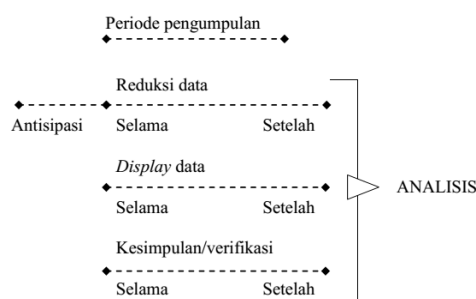 Periode pengumpulan
Reduksi data
Antisipasi Selama Setelah
Display data
Selama Setelah
ANALISIS
Kesimpulan/verifikasi
Selama Setelah